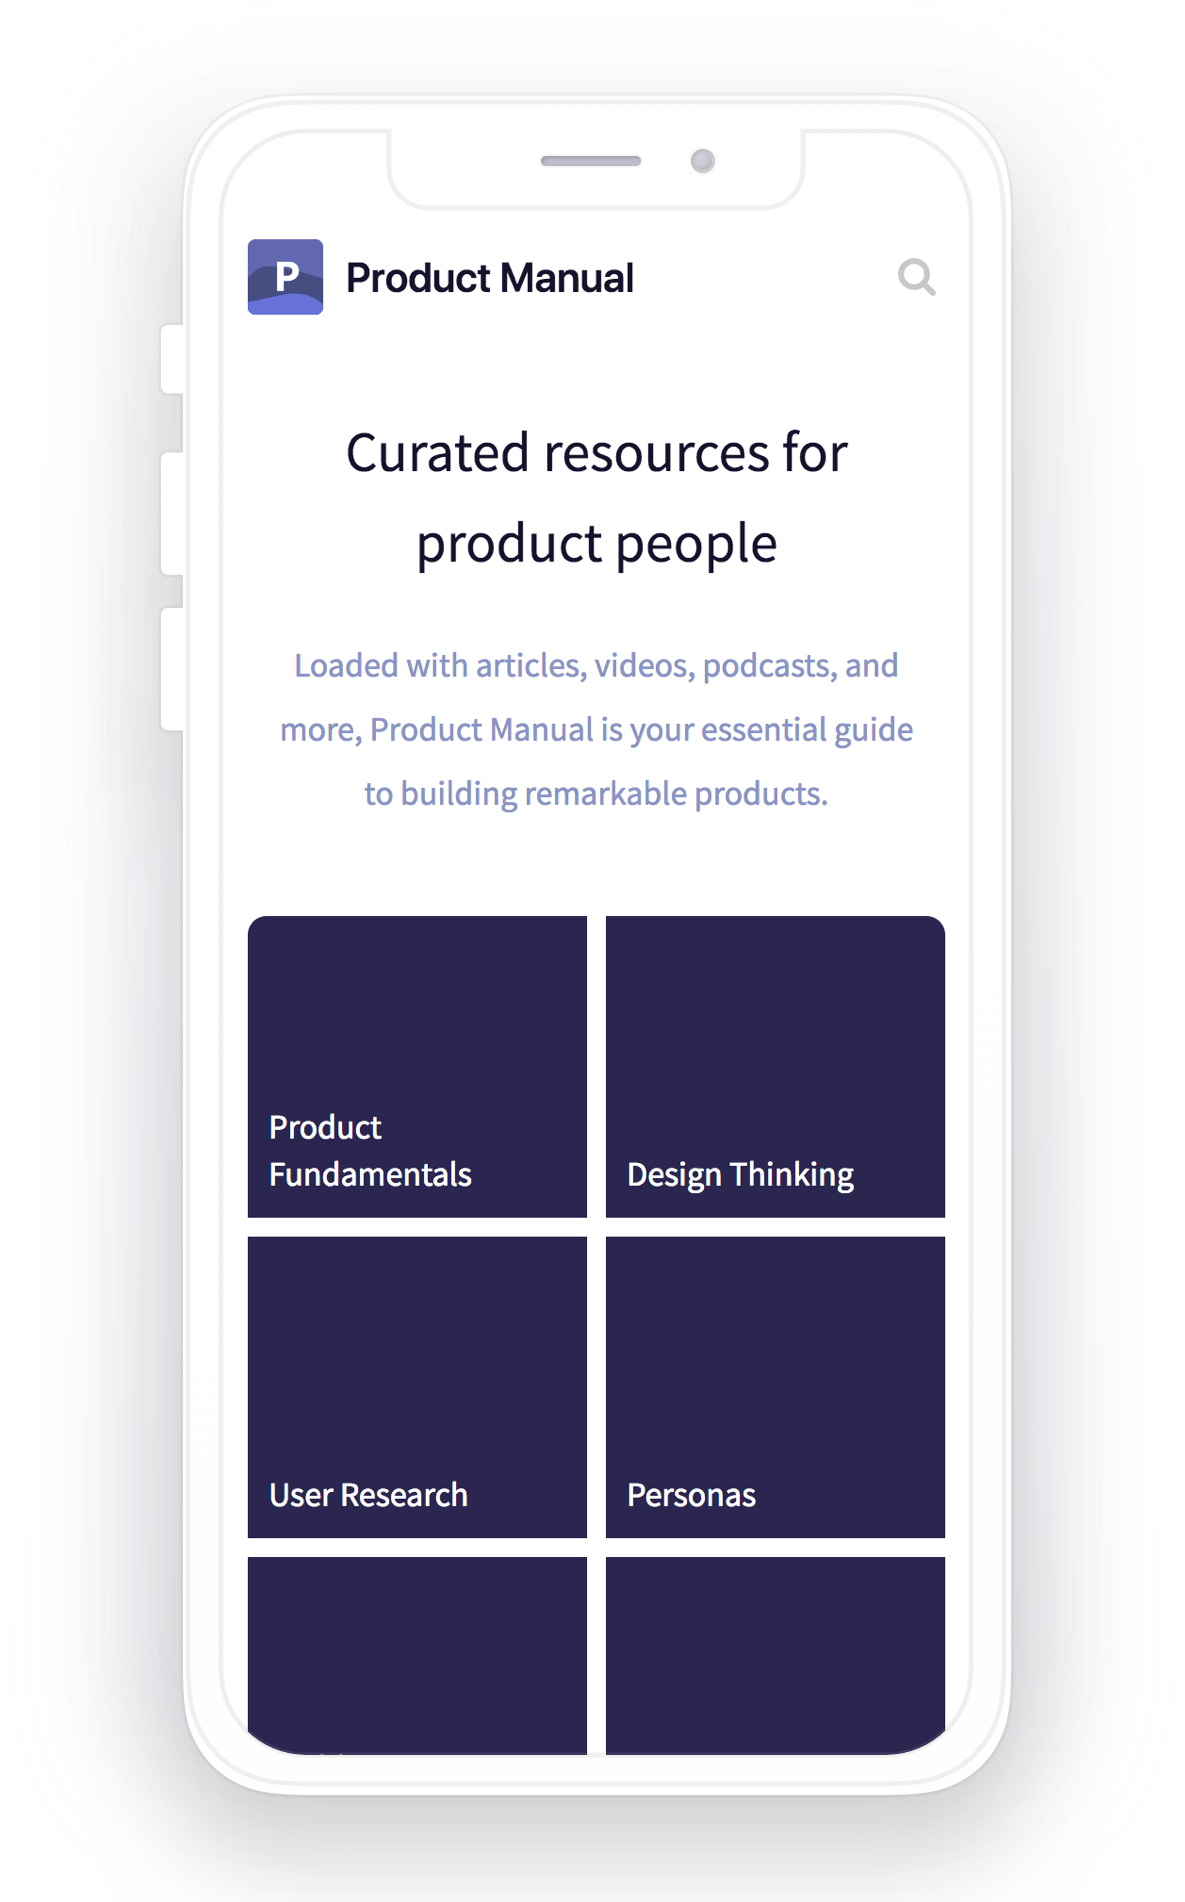 P
Product Manual
Curated resources for
product people
Loaded with articles, videos, podcasts, and
more, Product Manual is your essential guide
to building remarkable products.
Product
Fundamentals
Design Thinking
User Research
Personas